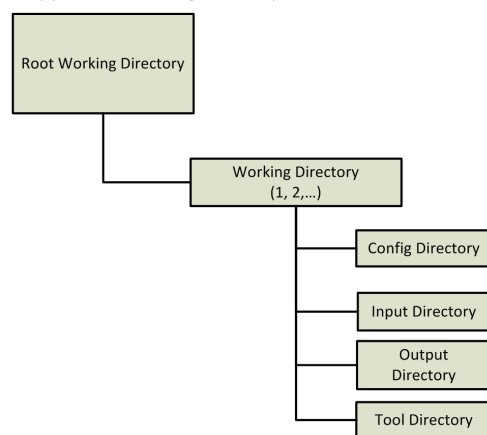 Root Working Directory
Working Directory
(1, 2,...)
Config Directory
Input Directory
Output
Directory
Tool Directory